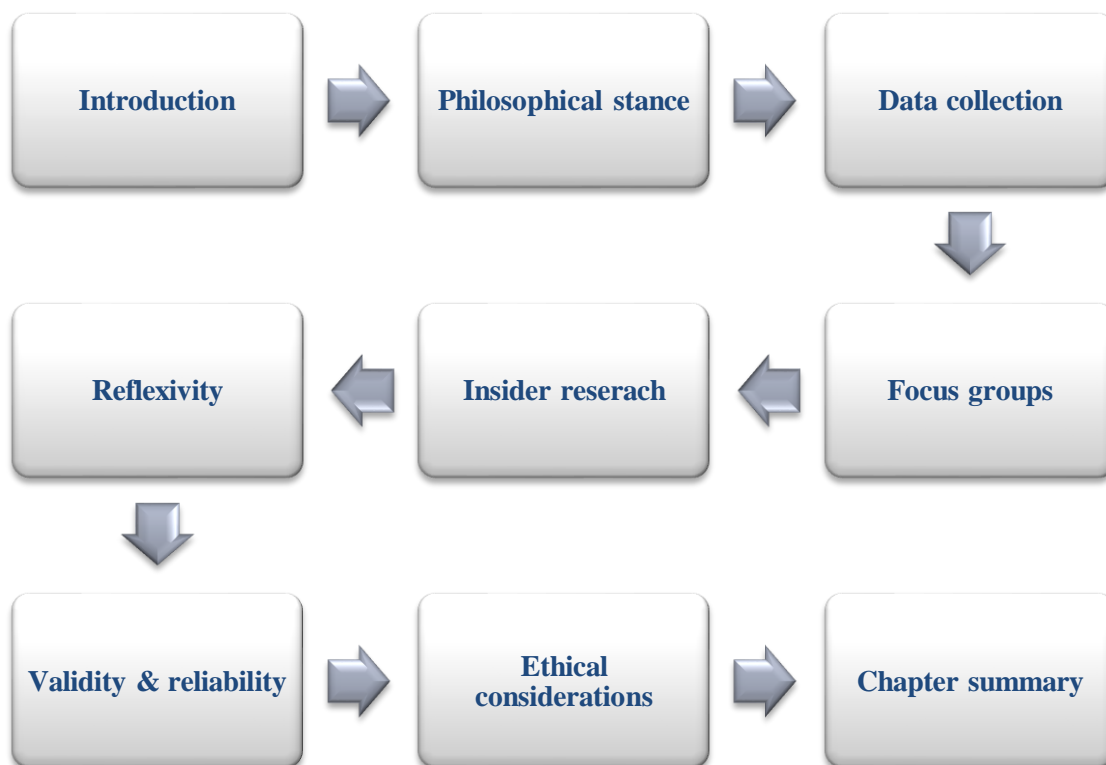 Introduction
Philosophical stance
Data collection
Focus groups
Insider reserach
Reflexivity
Validity & reliability
Ethical
considerations
Chapter summary